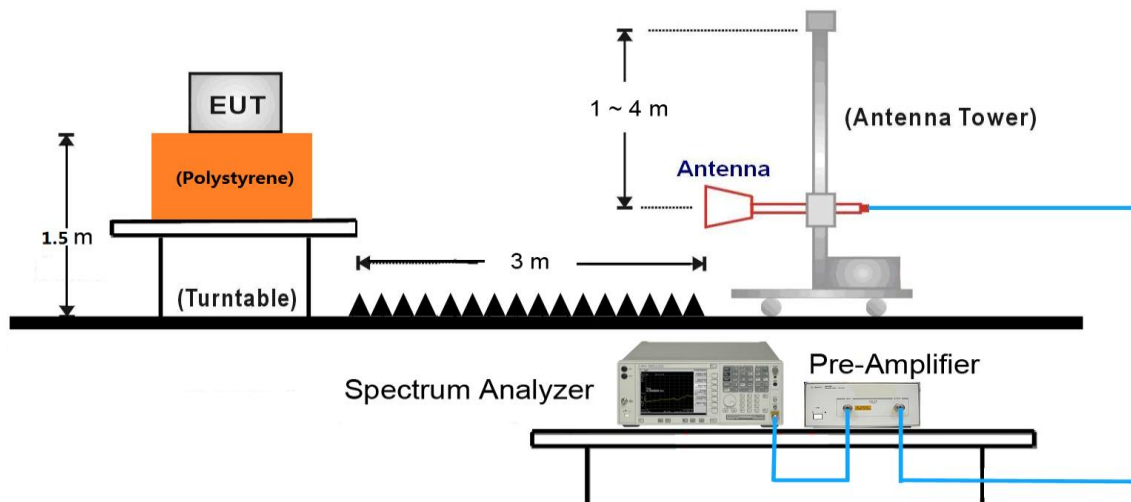 EUT
(Polystyrene)
1.5 m
(Turntable)
3 m
1 ~ 4 m
Antenna
(Antenna Tower)
Spectrum Analyzer
Pre-Amplifier